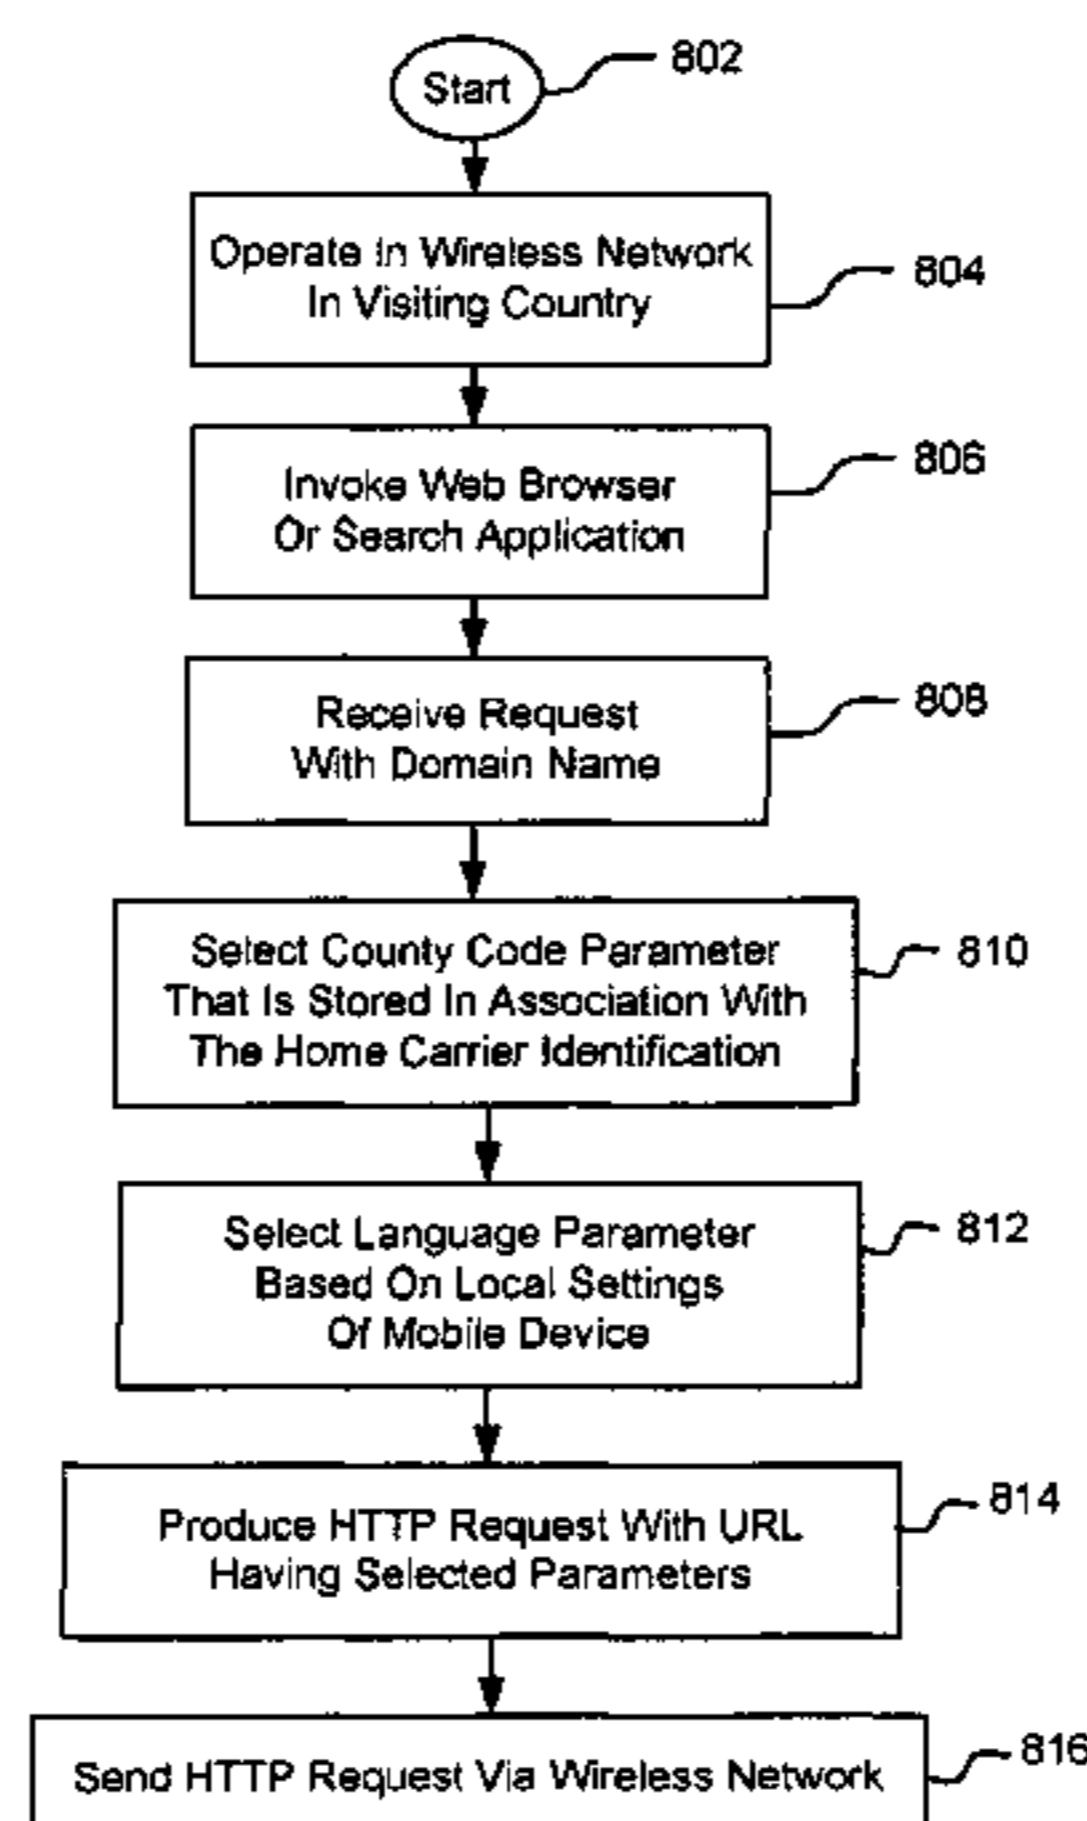 Start
802
Operate In Wireless Network
In Visiting Country
804
Invoke Web Browser
Or Search Application
806
Receive Request
With Domain Name
808
Select County Code Parameter
That Is Stored In Association With
The Home Carrier Identification
810
Select Language Parameter
Based On Local Settings
Of Mobile Device
812
Produce HTTP Request With URL
Having Selected Parameters
814
Send HTTP Request Via Wireless Network
816